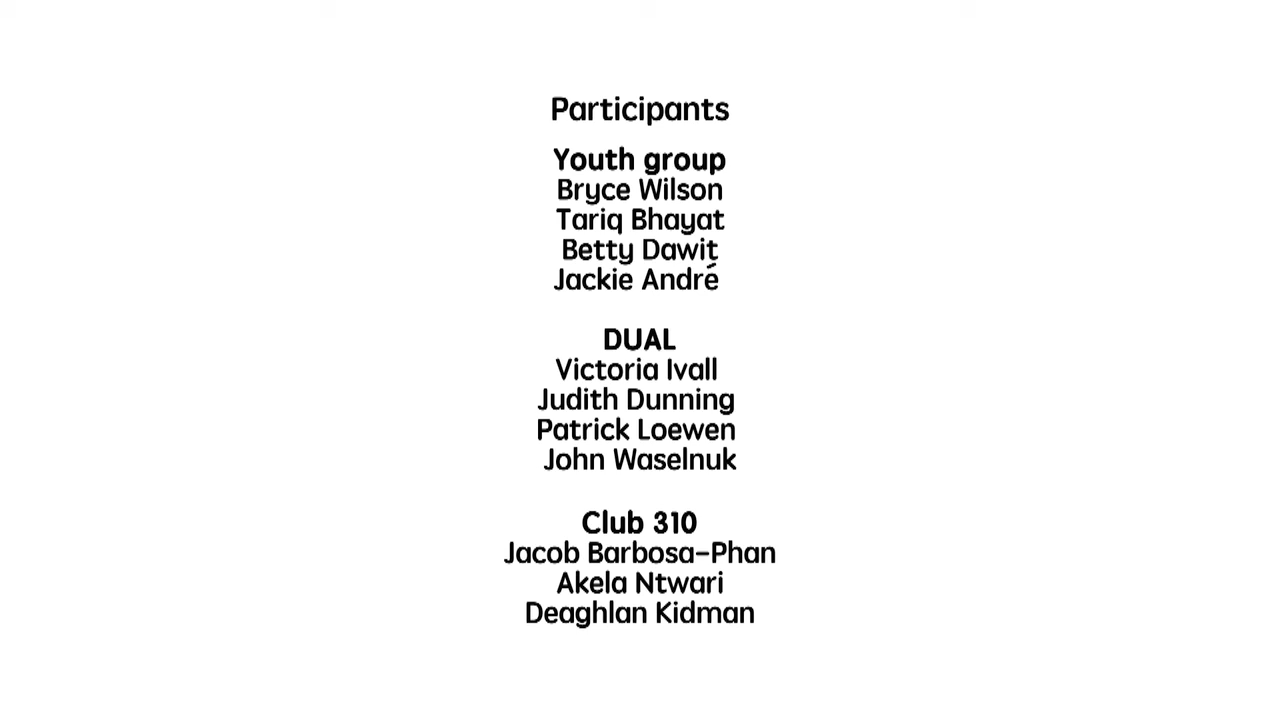 Participants
Youth group
Bryce Wilson
Tariq Bhayat
Betty Dawit
Jackie André
DUAL
Victoria Ivall
Judith Dunning
Patrick Loewen
John Waselnuk
Club 310
Jacob Barbosa-Phan
Akela Ntwari
Deaghlan Kidman